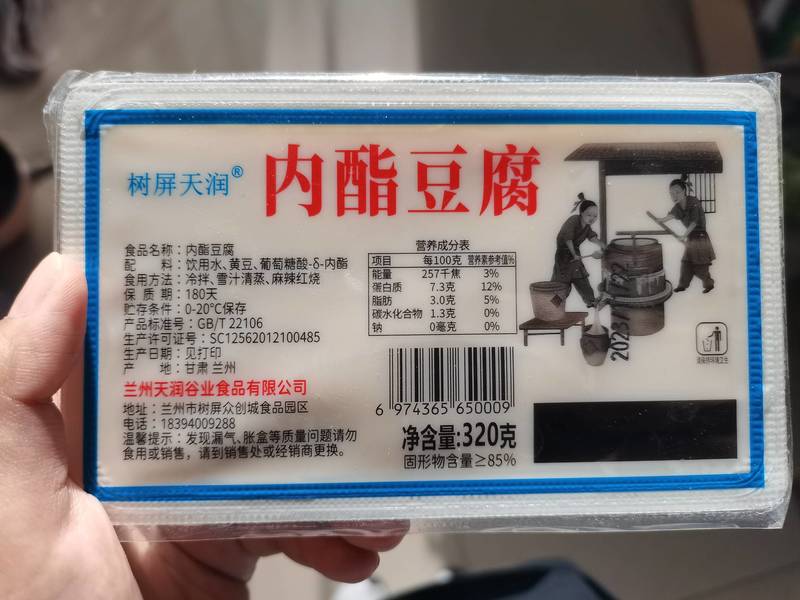 树屏天润®
内酯豆腐
食品名称：内酯豆腐
配 料：饮用水、黄豆、葡萄糖酸-δ-内酯
食用方法：冷拌、雪汁清蒸、麻辣红烧
保 质 期：180天
贮存条件：0-20℃保存
产品标准号：GB/T 22106
生产许可证号：SC12562012100485
生产日期：见打印
产 地：甘肃 兰州
兰州天润谷业食品有限公司
地址：兰州市树屏众创城食品园区
电话：18394009288
温馨提示：发现漏气、胀盒等质量问题请勿
食用或销售，请到销售处或经销商更换。
营养成分表
项目 每100克 营养素参考值%
能量 257千焦 3%
蛋白质 7.3克 12%
脂肪 3.0克 5%
碳水化合物 1.3克 0%
钠 0毫克 0%
6 974365 650009
净含量:320克
固形物含量≥85%